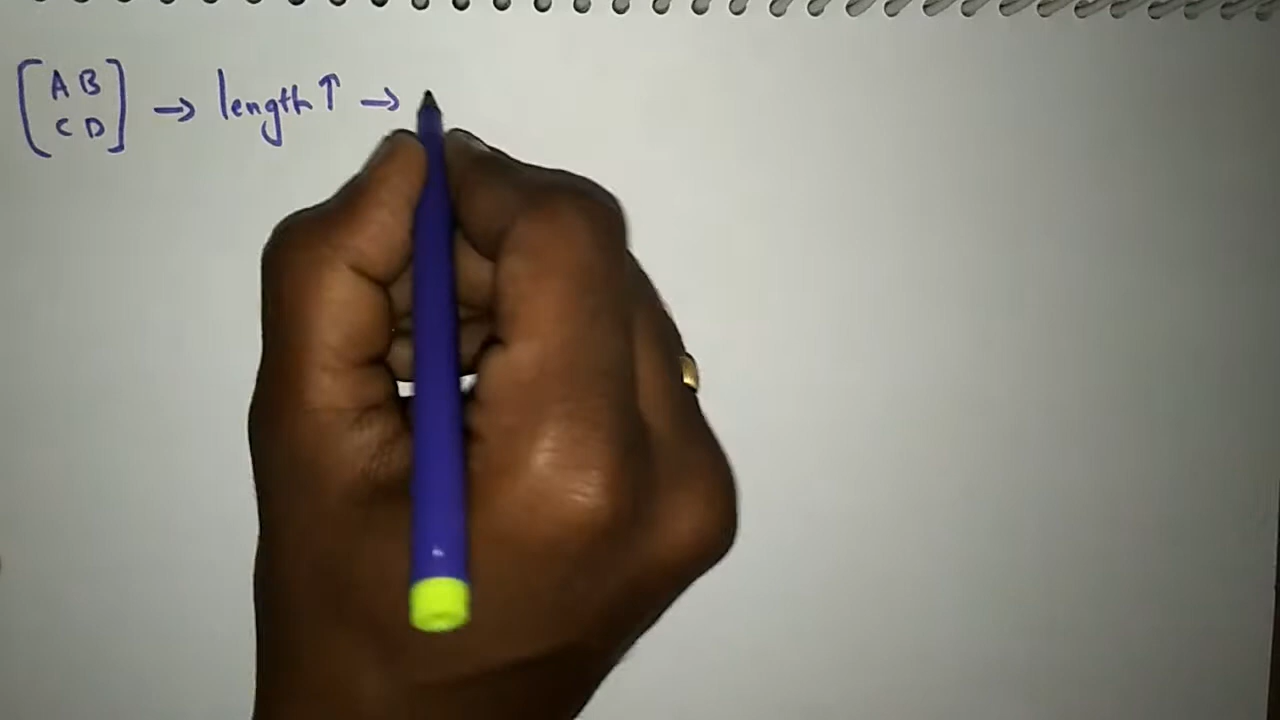 [A B
C D] → length ↑ →